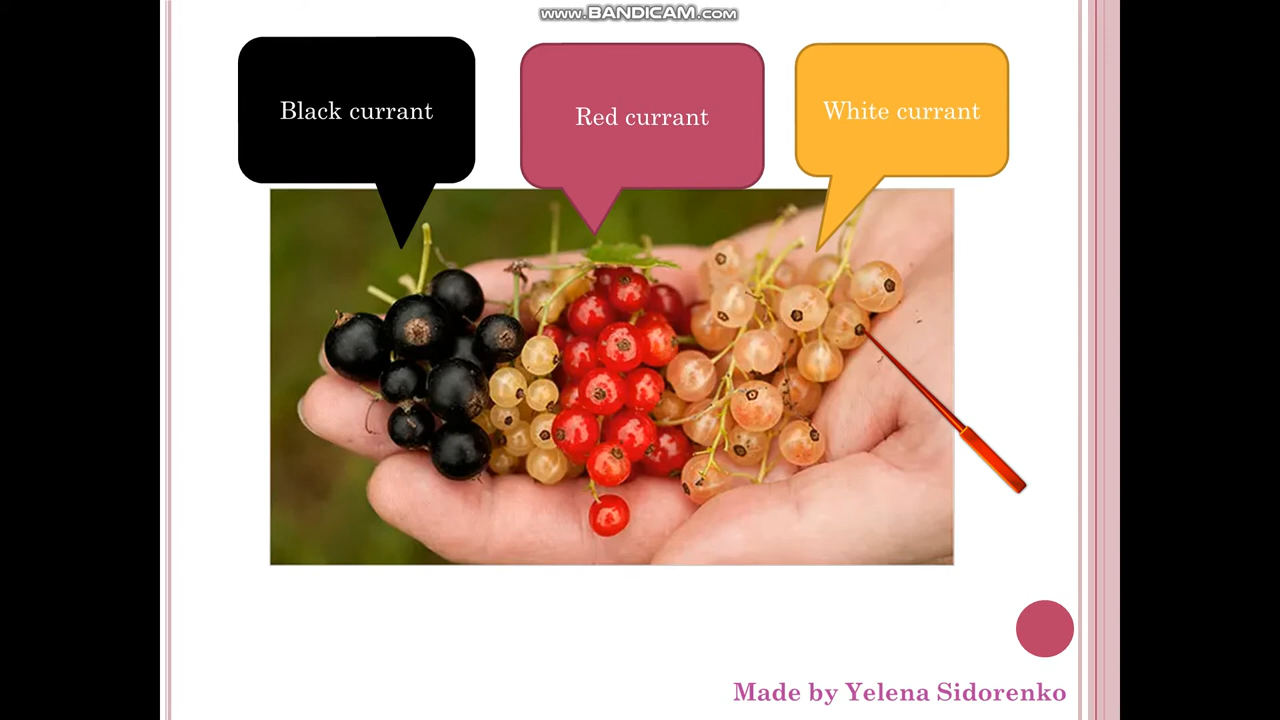 www.BANDICAM.com
Black currant
Red currant
White currant
Made by Yelena Sidorenko